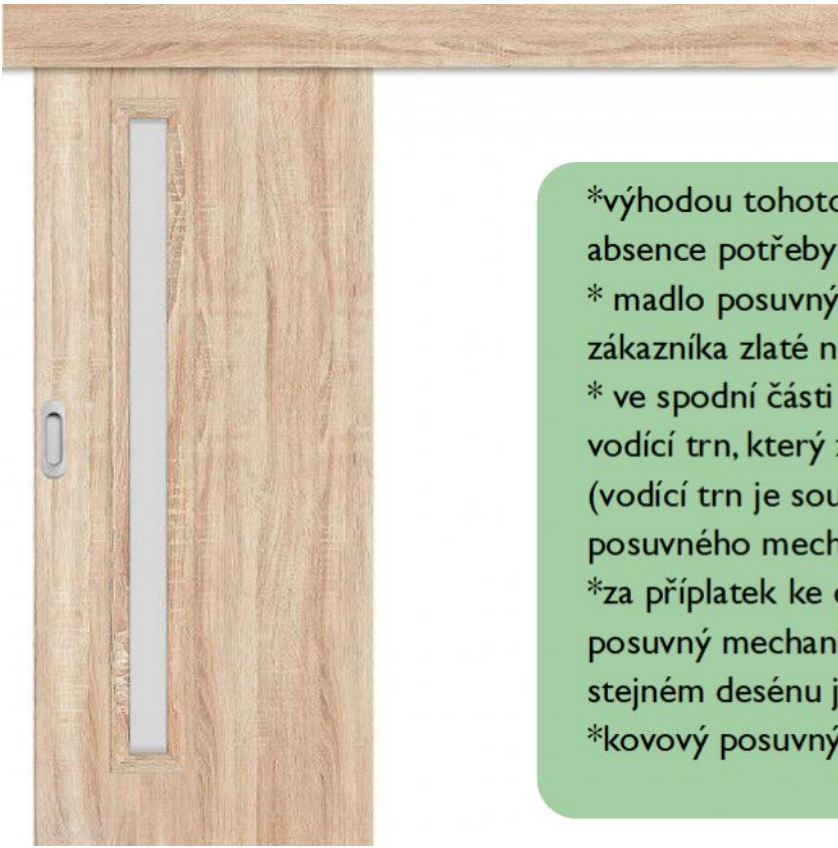 *výhodou tohoto
absence potřeby
* madlo posuvný
zákazníka zlaté n
* ve spodní části
vodící trn, který
(vodící trn je sou
posuvného mech
*za příplatek ke
posuvný mechan
stejném desénu j
*kovový posuvný